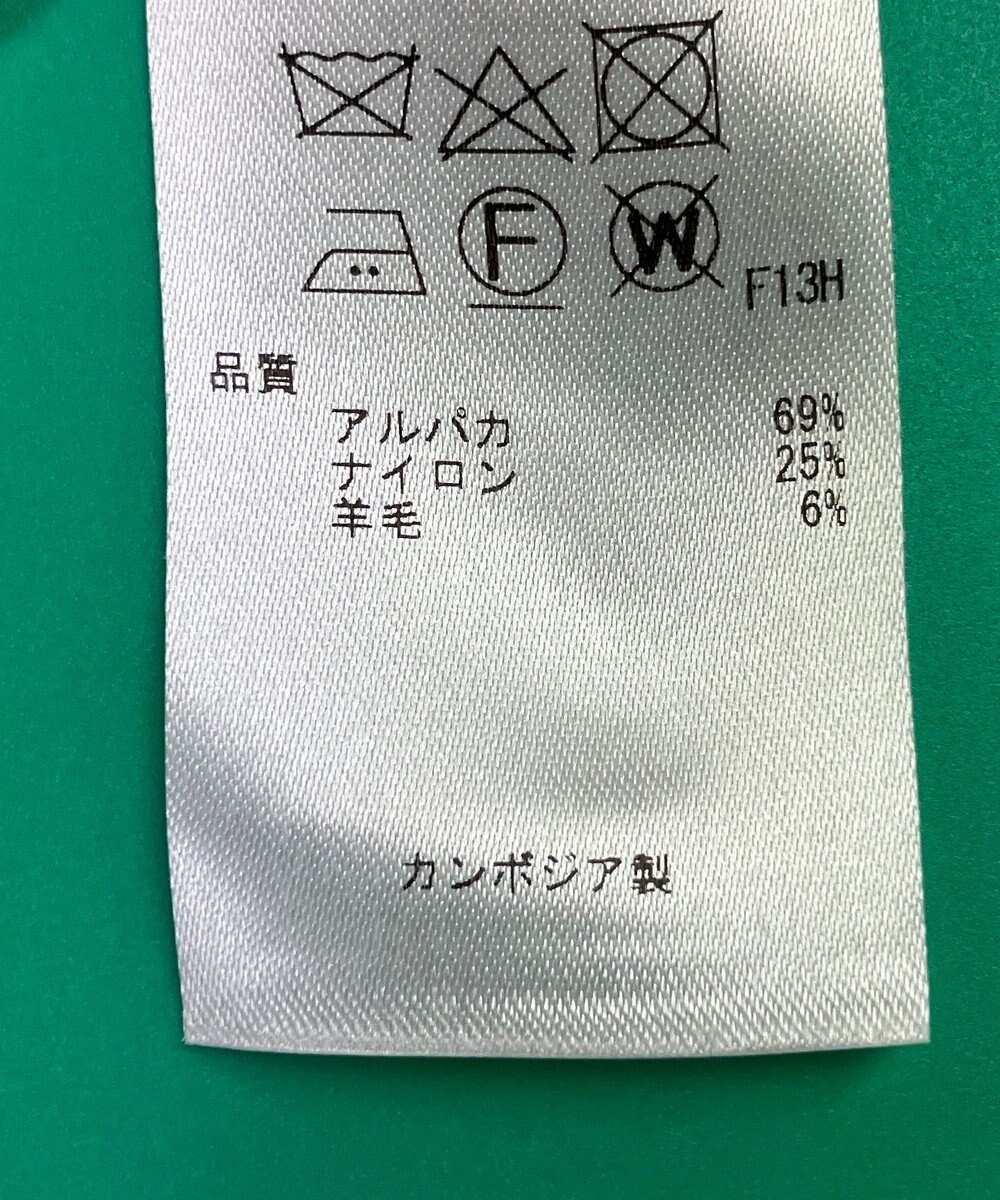 F W F13H
品質
アルパカ 69%
ナイロン 25%
羊毛 6%
カンボジア製